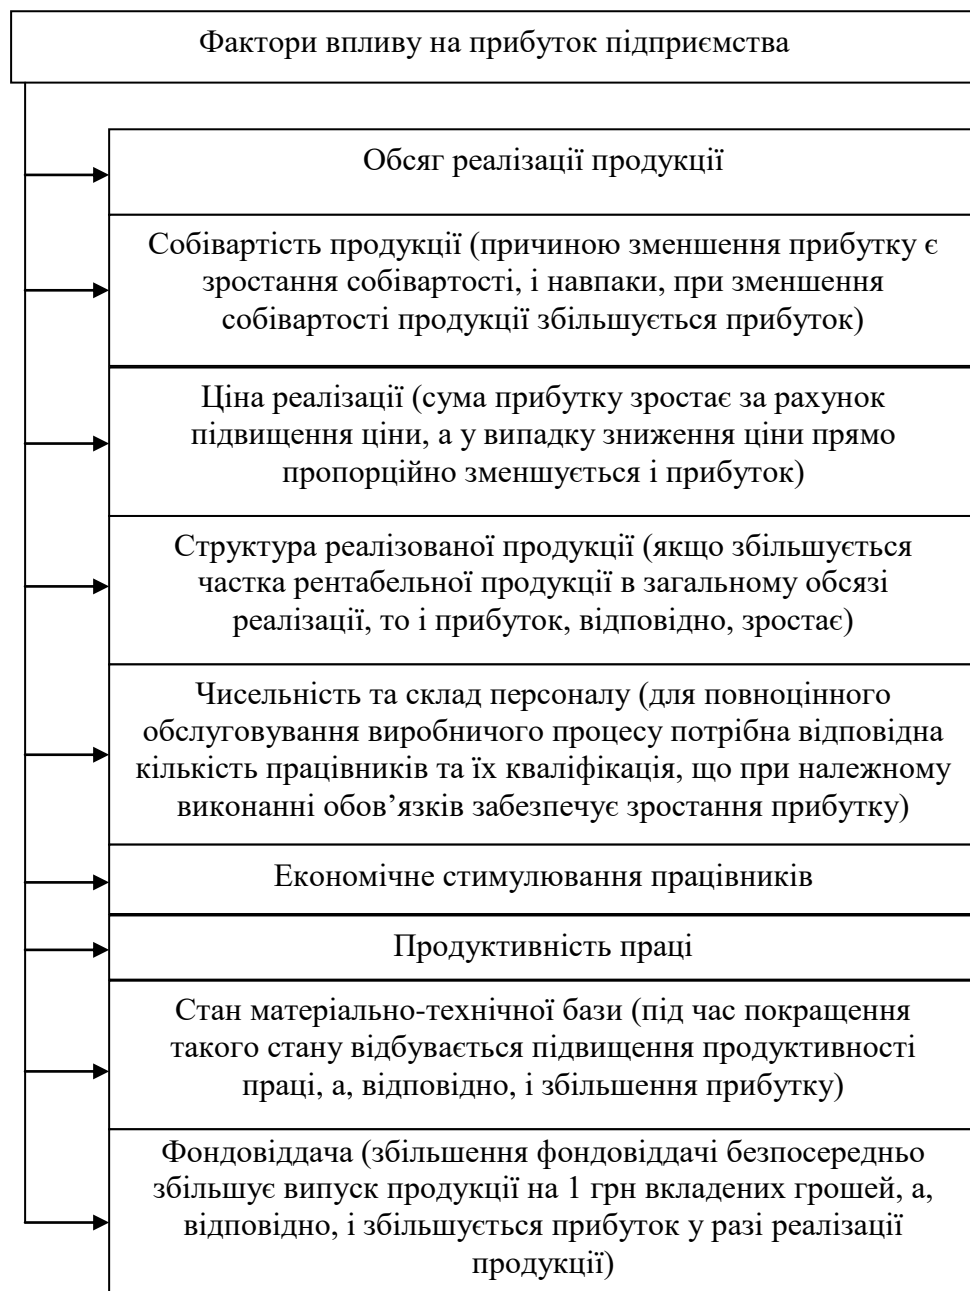 Фактори впливу на прибуток підприємства
Обсяг реалізації продукції
Собівартість продукції (причиною зменшення прибутку є
зростання собівартості, і навпаки, при зменшення
собівартості продукції збільшується прибуток)
Ціна реалізації (сума прибутку зростає за рахунок
підвищення ціни, а у випадку зниження ціни прямо
пропорційно зменшується і прибуток)
Структура реалізованої продукції (якщо збільшується
частка рентабельної продукції в загальному обсязі
реалізації, то і прибуток, відповідно, зростає)
Чисельність та склад персоналу (для повноцінного
обслуговування виробничого процесу потрібна відповідна
кількість працівників та їх кваліфікація, що при належному
виконанні обов’язків забезпечує зростання прибутку)
Економічне стимулювання працівників
Продуктивність праці
Стан матеріально-технічної бази (під час покращення
такого стану відбувається підвищення продуктивності
праці, а, відповідно, і збільшення прибутку)
Фондовіддача (збільшення фондовіддачі безпосередньо
збільшує випуск продукції на 1 грн вкладених грошей, а,
відповідно, і збільшується прибуток у разі реалізації
продукції)